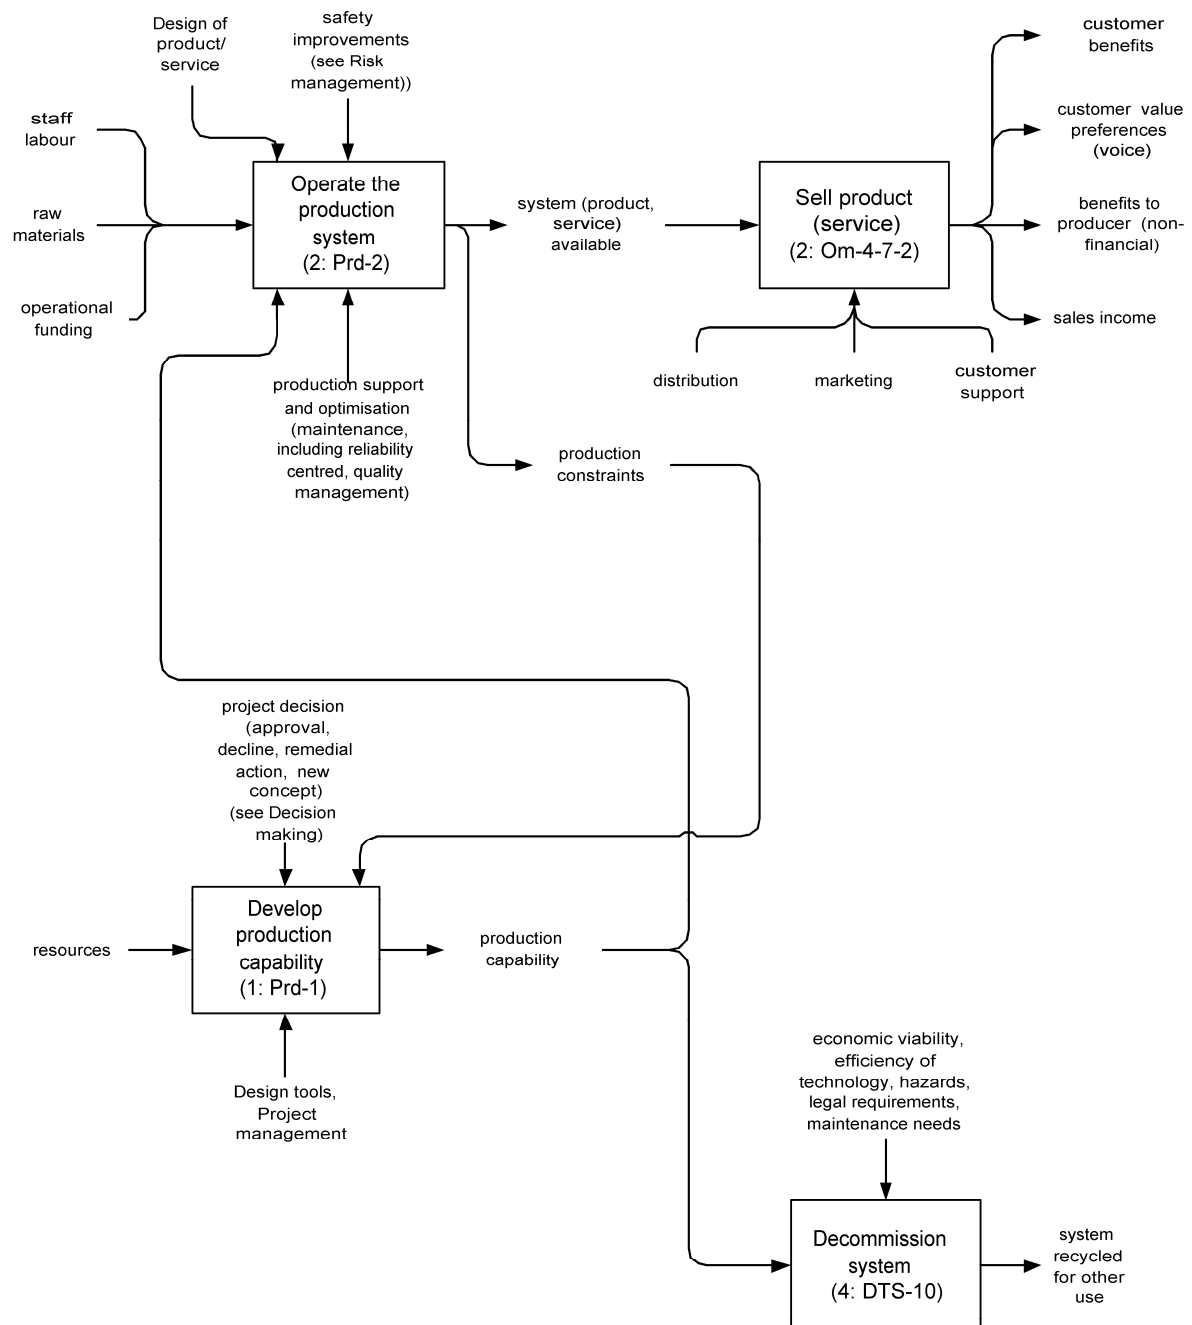 Design of
product/
service
safety
improvements
(see Risk
management))
customer
benefits
staff
labour
customer value
preferences
(voice)
Operate the
production
system
(2: Prd-2)
Sell product
(service)
(2: Om-4-7-2)
raw
materials
system (product,
service)
available
benefits to
producer (non-
financial)
operational
funding
sales income
distribution
marketing
customer
support
production support
and optimisation
(maintenance,
including reliability
centred, quality
management)
production
constraints
project decision
(approval,
decline, remedial
action, new
concept)
(see Decision
making)
resources
Develop
production
capability
(1: Prd-1)
production
capability
Design tools,
Project
management
economic viability,
efficiency of
technology, hazards,
legal requirements,
maintenance needs
Decommission
system
(4: DTS-10)
system
recycled
for other
use